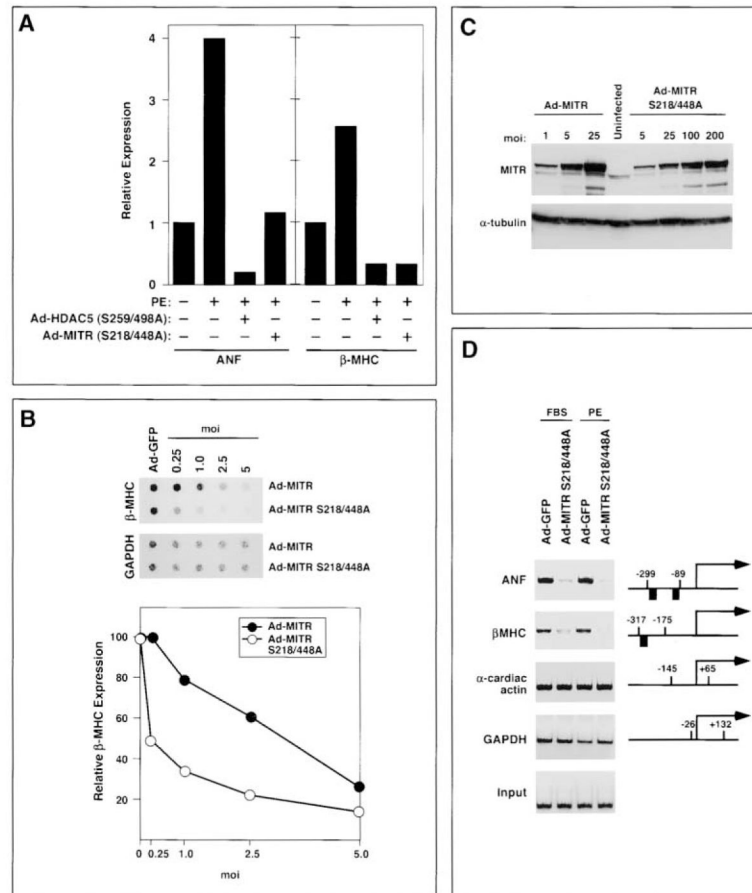 A
Relative Expression
4
3
2
1
0
PE: − + + + − + + +
Ad-HDAC5 (S259/498A): − − + − − − + −
Ad-MITR (S218/448A): − − − + − − − +
ANF β-MHC
B
moi
Ad-GFP 0.25 1.0 2.5 5
β-MHC
Ad-MITR
Ad-MITR S218/448A
GAPDH
Ad-MITR
Ad-MITR S218/448A
Relative β-MHC Expression
100
80
60
40
20
Ad-MITR
Ad-MITR
S218/448A
0 0.25 1.0 2.5 5.0
moi
C
Ad-MITR Uninfected Ad-MITR
S218/448A
moi: 1 5 25 5 25 100 200
MITR
α-tubulin
D
FBS PE
Ad-GFP Ad-MITR S218/448A Ad-GFP Ad-MITR S218/448A
ANF -299 -89
βMHC -317 -175
α-cardiac
actin -145 +65
GAPDH -26 +132
Input